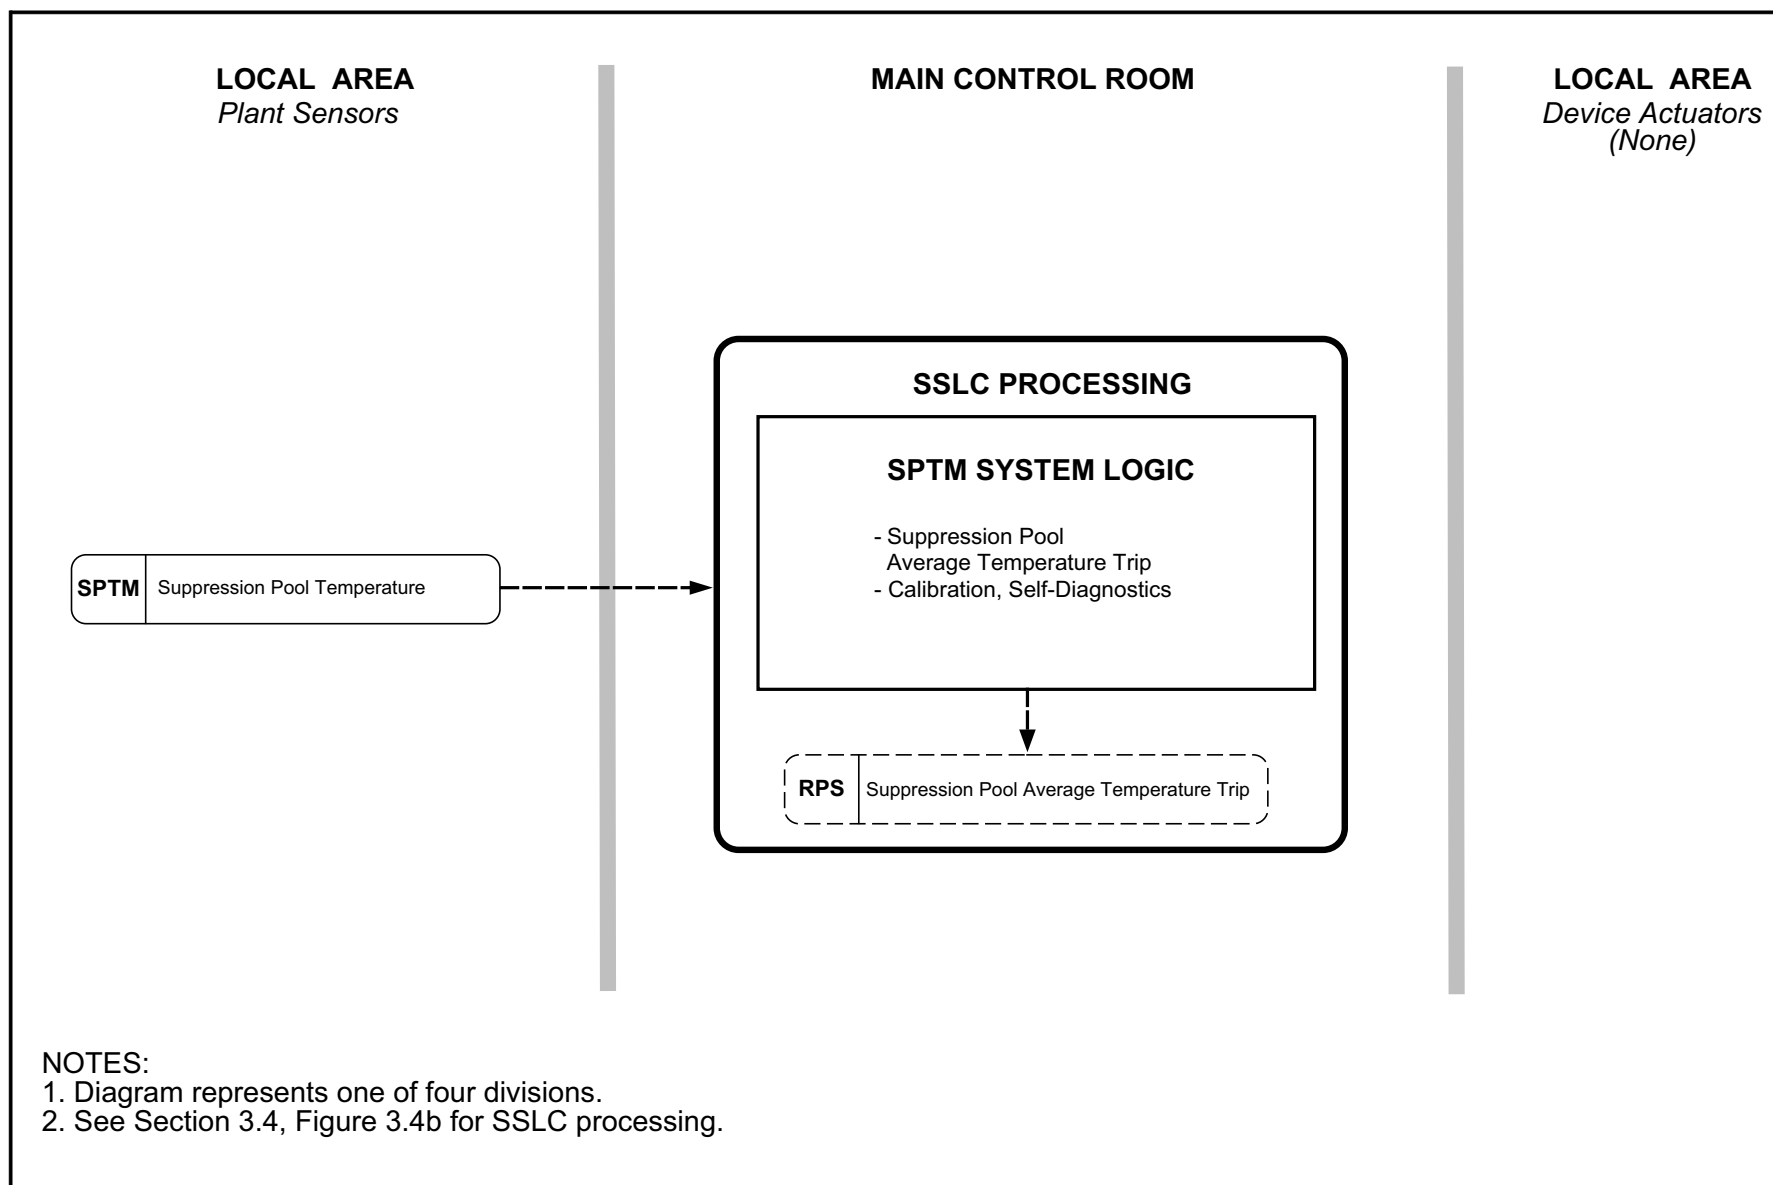 LOCAL AREA
Plant Sensors
MAIN CONTROL ROOM
LOCAL AREA
Device Actuators
(None)
SSLC PROCESSING
SPTM SYSTEM LOGIC
- Suppression Pool
Average Temperature Trip
- Calibration, Self-Diagnostics
SPTM Suppression Pool Temperature
RPS Suppression Pool Average Temperature Trip
NOTES:
1. Diagram represents one of four divisions.
2. See Section 3.4, Figure 3.4b for SSLC processing.